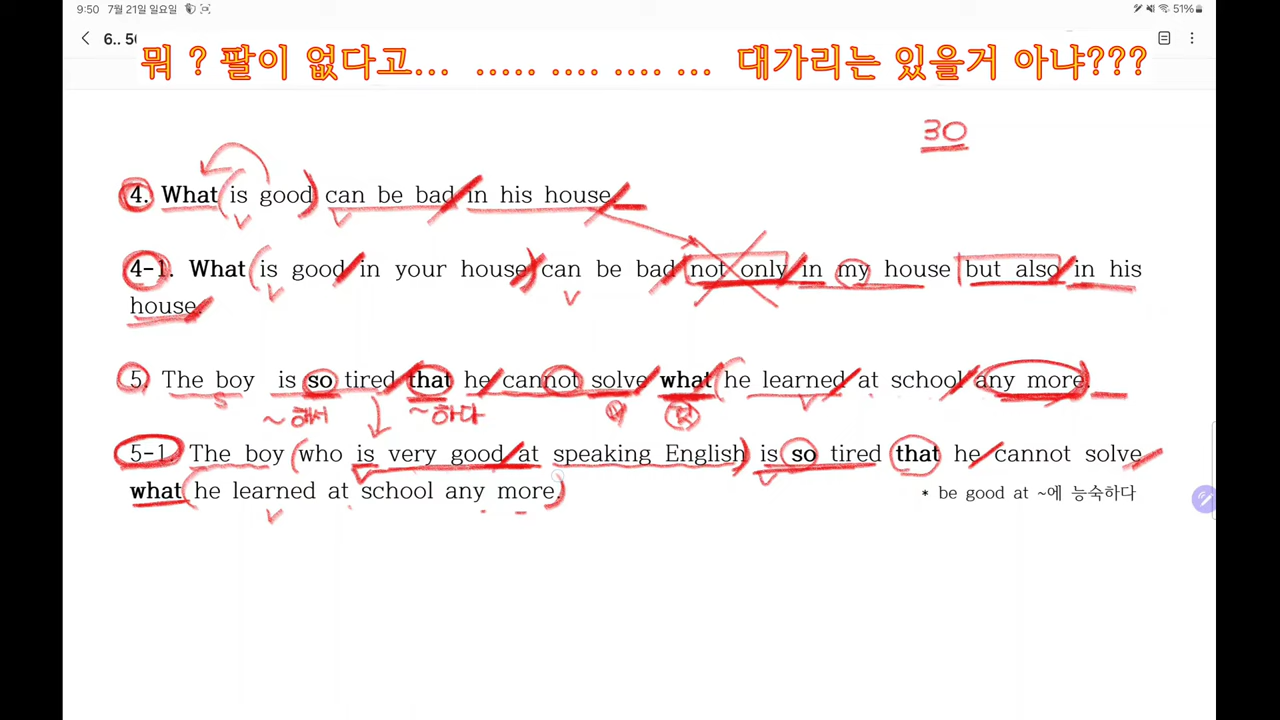 9:50 7월 21일 일요일 51%
6.. 5
뭐 ? 팔이 없다고... ..... .... .... ... 대가리는 있을거 아냐???
30
4. What is good can be bad in his house.
4-1. What is good in your house can be bad not only in my house but also in his
house.
5. The boy is so tired that he cannot solve what he learned at school any more.
s ~해서 ~하다
5-1. The boy who is very good at speaking English is so tired that he cannot solve
what he learned at school any more.
* be good at ~에 능숙하다